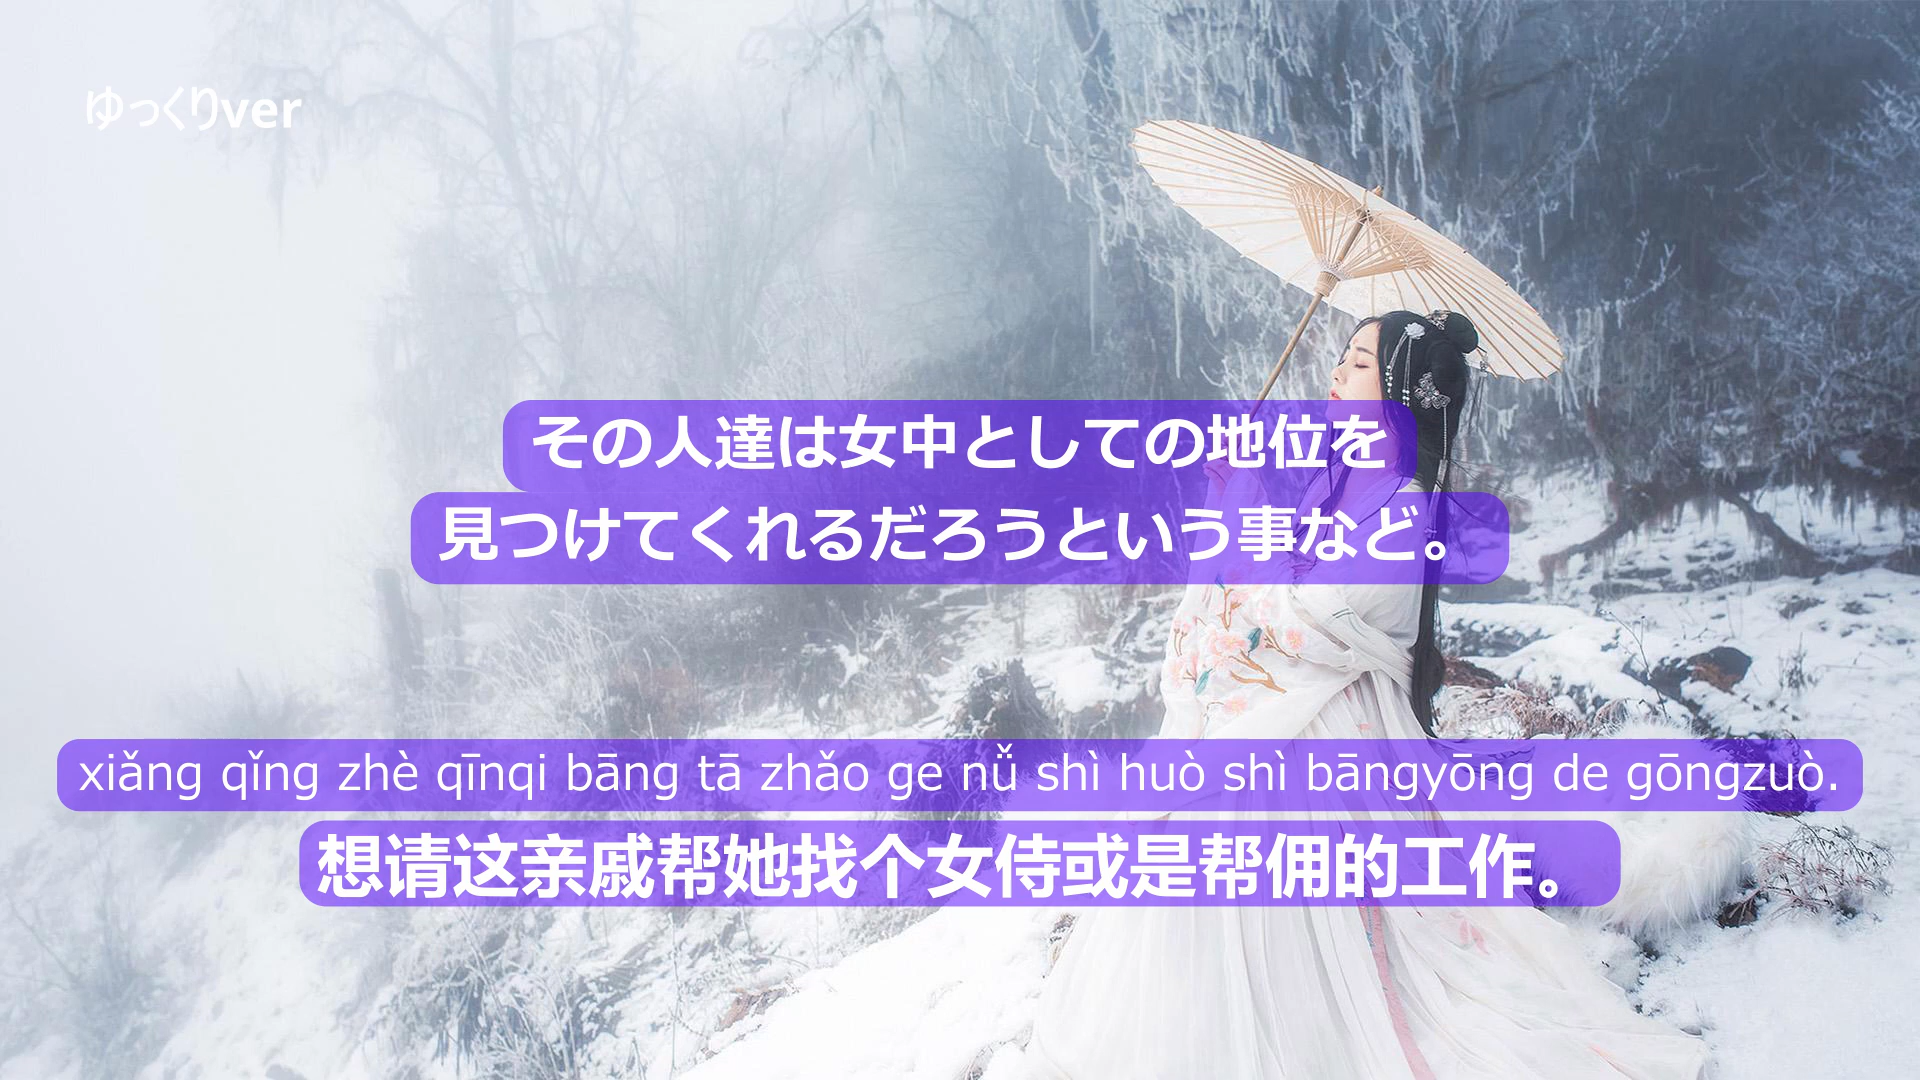 ゆっくりver
その人達は女中としての地位を
見つけてくれるだろうという事など。
xiǎng qǐng zhè qīnqi bāng tā zhǎo ge nǚ shì huò shì bāngyōng de gōngzuò.
想请这亲戚帮她找个女侍或是帮佣的工作。